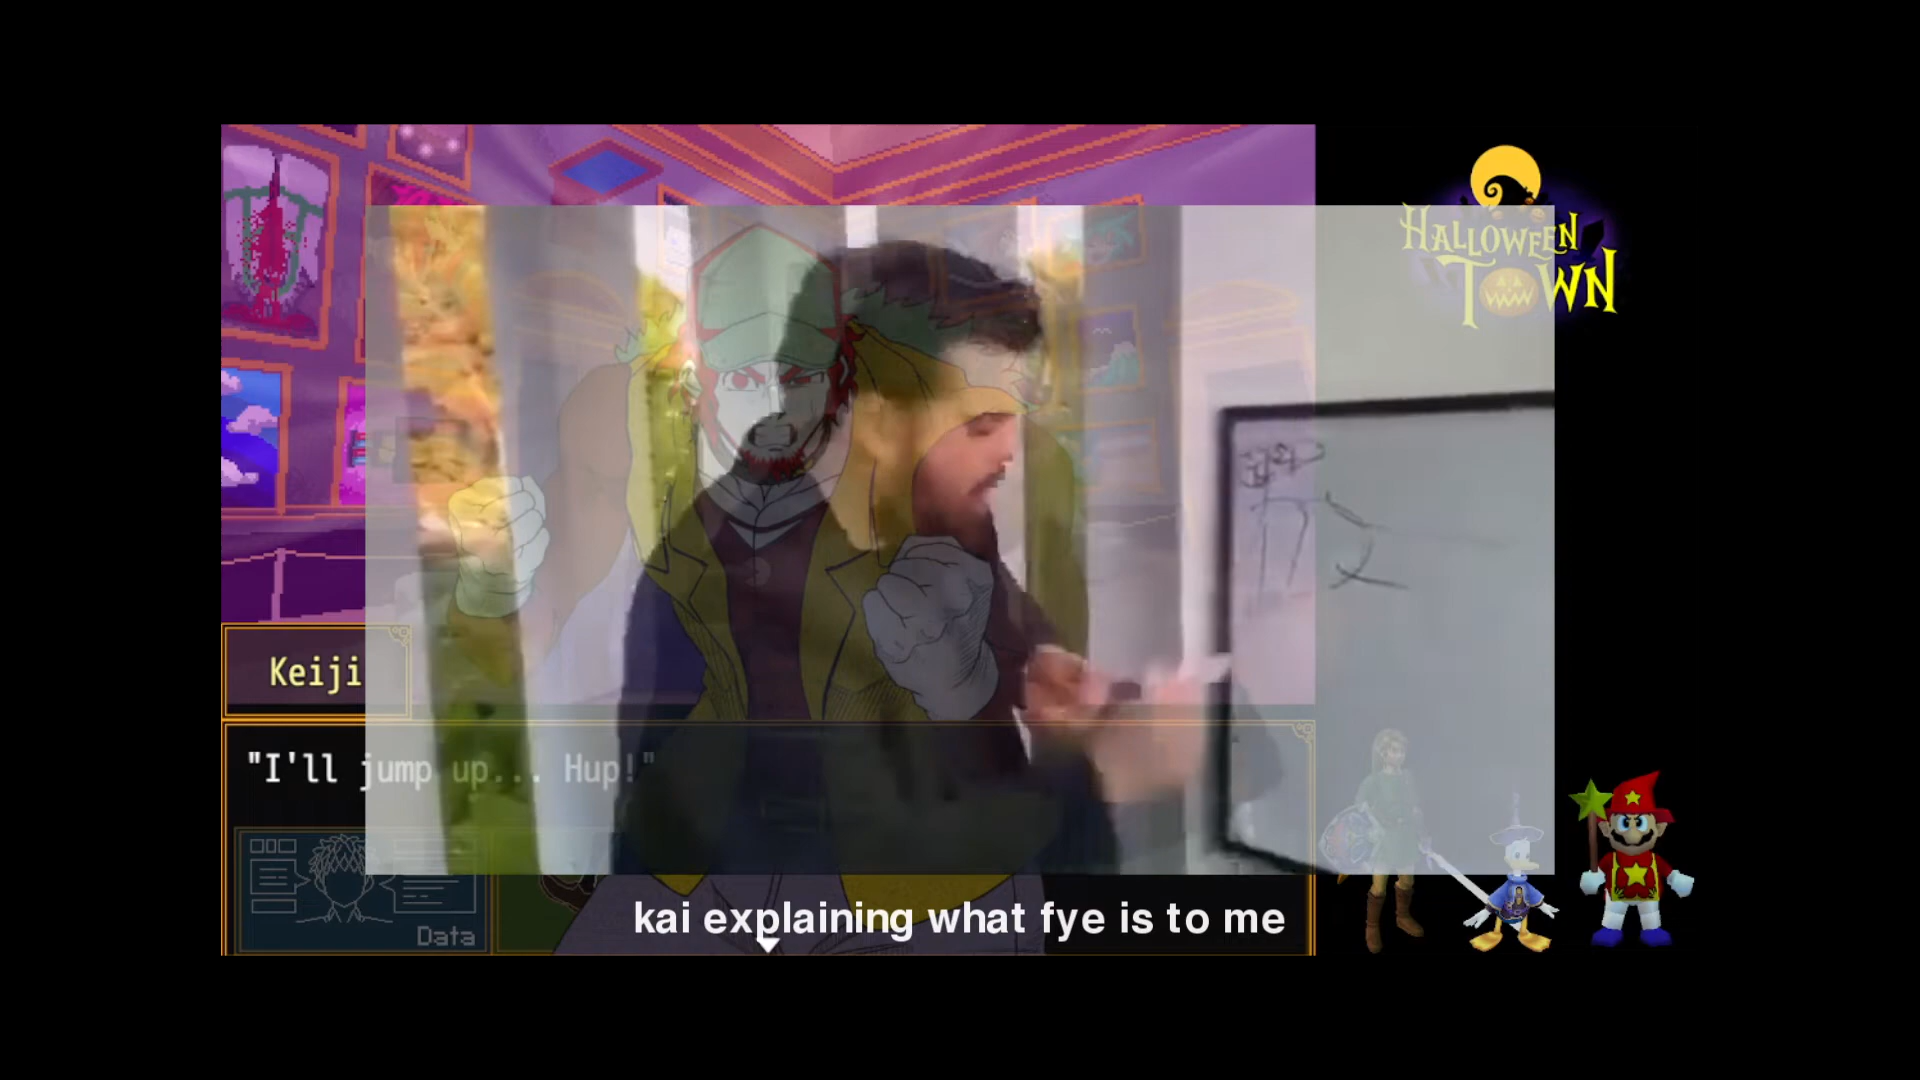 HALLOWEEN
TOWN
Keiji
"I'll jump up... Hup!"
Data
kai explaining what fye is to me